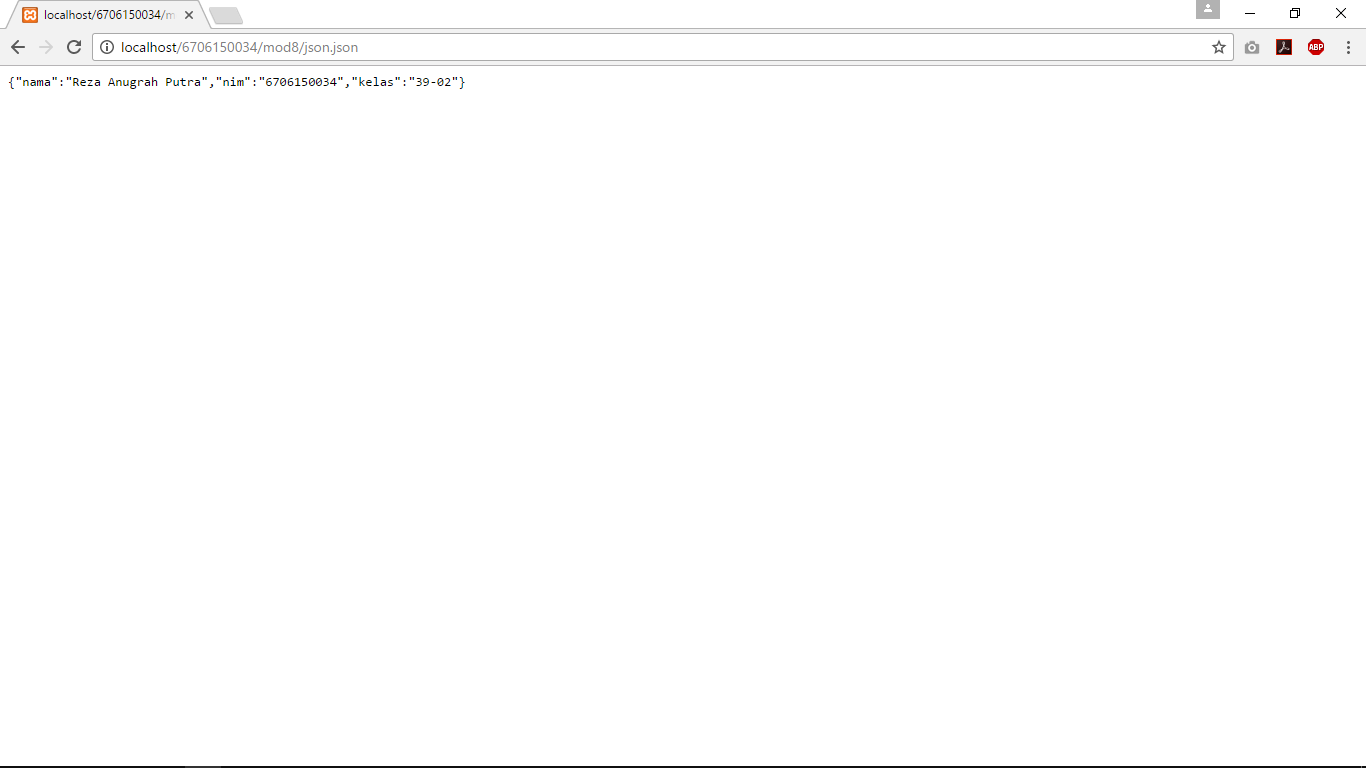 localhost/6706150034/m
localhost/6706150034/mod8/json.json
ABP
{"nama":"Reza Anugrah Putra","nim":"6706150034","kelas":"39-02"}